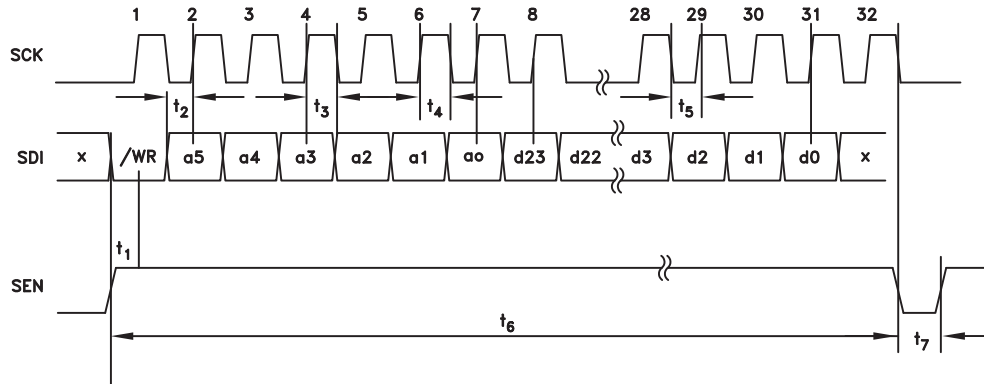 1 2 3 4 5 6 7 8 28 29 30 31 32
SCK
t2 t3 t4 t5
SDI x /WR a5 a4 a3 a2 a1 ao d23 d22 d3 d2 d1 d0 x
t1
SEN
t6
t7